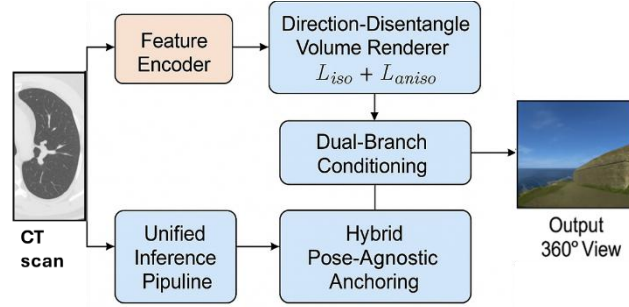 Feature
Encoder
Direction-Disentangle
Volume Renderer
L_iso + L_aniso
Dual-Branch
Conditioning
CT
scan
Unified
Inference
Pipuline
Hybrid
Pose-Agnostic
Anchoring
Output
360° View